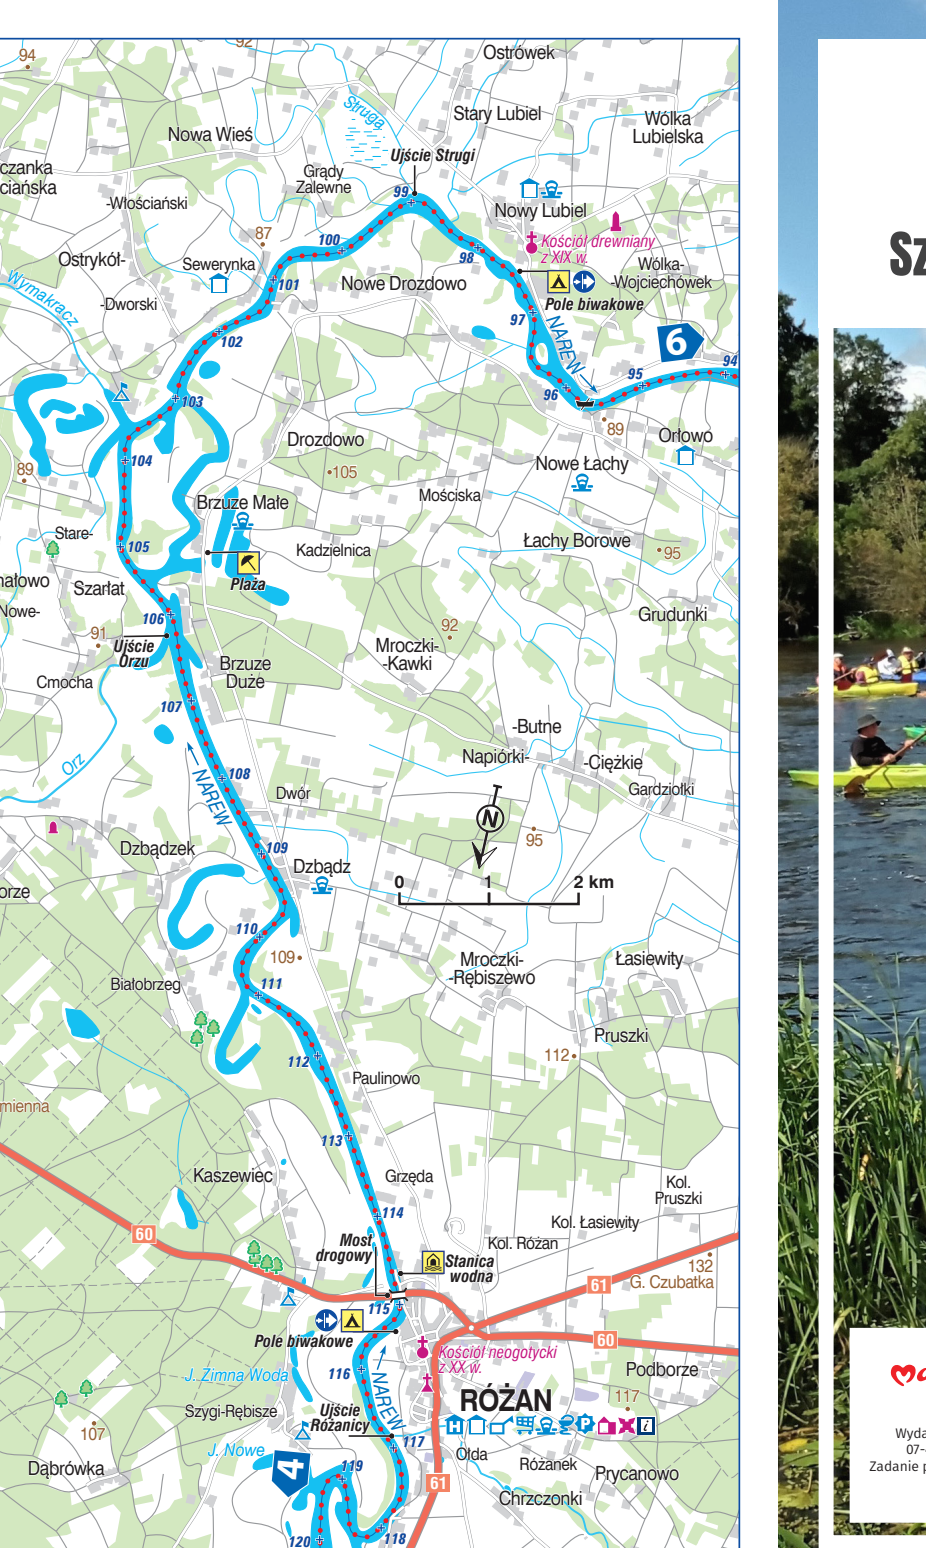 94
92
Ostrówek
Struga
Stary Lubiel
Wólka
Lubielska
Nowa Wieś
Ujście Strugi
czanka
ciańska
Grądy
Zalewne
-Włościański
99
Nowy Lubiel
87
100
98
Kościół drewniany
z XIX w.
Ostrykół-
Sewerynka
Wólka-
-Wojciechówek
101
Nowe Drozdowo
Wymakracz
-Dworski
Pole biwakowe
97
NAREW
102
6
94
95
96
103
89
Drozdowo
Orłowo
104
89
105
Nowe Łachy
Mościska
Brzuze Małe
Stare-
105
Kadzielnica
Łachy Borowe
95
nałowo
Szarłat
Plaża
Nowe-
106
Grudunki
91
92
Ujście
Orzu
Mroczki-
-Kawki
Brzuze
Duże
Cmocha
107
-Butne
Orz
Napiórki-
-Ciężkie
108
NAREW
Dwór
Gardziołki
N
95
Dzbądzek
109
Dzbądz
0
1
2 km
orze
110
109
Mroczki-
-Rębiszewo
Łasiewity
Białobrzeg
111
Pruszki
112
112
Paulinowo
mienna
113
Kaszewiec
Grzęda
Kol.
Pruszki
114
Kol. Łasiewity
60
Most
drogowy
Kol. Różan
Stanica
wodna
132
G. Czubatka
61
115
60
Pole biwakowe
Kościół neogotycki
z XX w.
116
J. Zimna Woda
NAREW
Podborze
RÓŻAN
117
Szygi-Rębisze
Ujście
Różanicy
P
i
107
J. Nowe
117
Ołda
Dąbrówka
4
119
Różanek
Prycanowo
61
Chrzczonki
120
118
Sz
Wyda
07-
Zadanie p